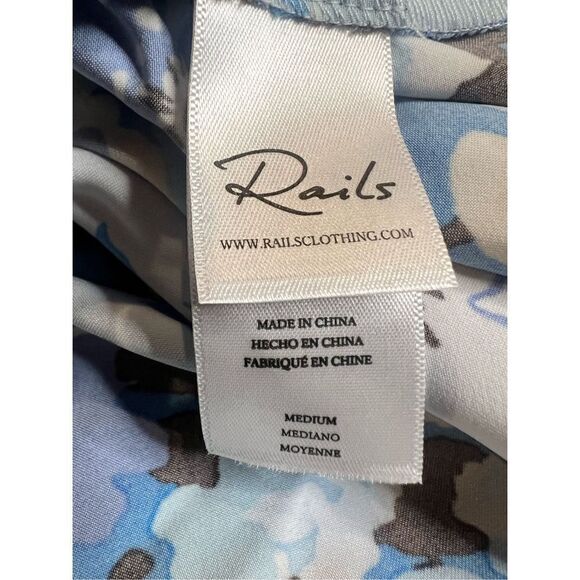 Rails
WWW.RAILSCLOTHING.COM
MADE IN CHINA
HECHO EN CHINA
FABRIQUÉ EN CHINE
MEDIUM
MEDIANO
MOYENNE